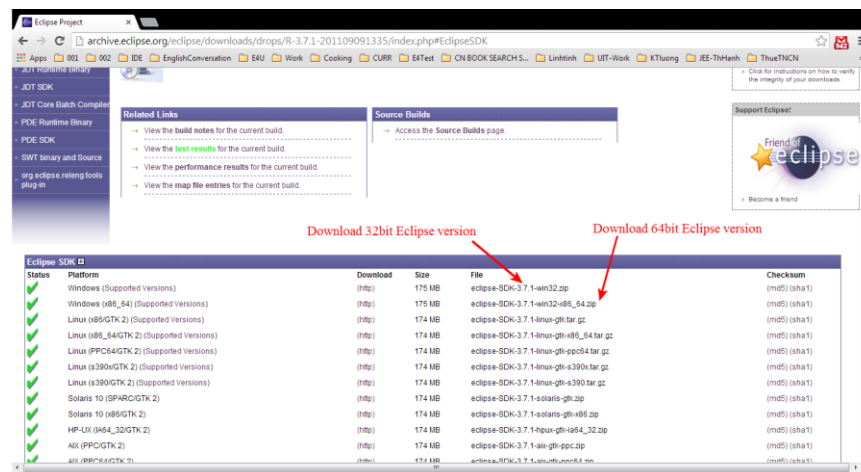 Eclipse Project
archive.eclipse.org/eclipse/downloads/drops/R-3.7.1-201109091335/index.php#EclipseSDK
Apps 001 002 IDE EnglishConversation E4U Work Cooking CURR E4Test CN BOOK SEARCH S... Linhtinh UIT-Work KTluong JEE-ThHanh ThueTNCN
JDT Runtime Binary
JDT SDK
JDT Core Batch Compiler
PDE Runtime Binary
PDE SDK
SWT binary and Source
org.eclipse.releng.tools
plug-in
Related Links
View the build notes for the current build.
View the test results for the current build.
View the performance results for the current build.
View the map file entries for the current build.
Source Builds
Access the Source Builds page.
Click for instructions on how to verify
the integrity of your downloads.
Support Eclipse!
Friend of
eclipse
Become a friend
Download 32bit Eclipse version
Download 64bit Eclipse version
Eclipse SDK
Status Platform Download Size File Checksum
Windows (Supported Versions) (http) 175 MB eclipse-SDK-3.7.1-win32.zip (md5) (sha1)
Windows (x86_64) (Supported Versions) (http) 175 MB eclipse-SDK-3.7.1-win32-x86_64.zip (md5) (sha1)
Linux (x86/GTK 2) (Supported Versions) (http) 174 MB eclipse-SDK-3.7.1-linux-gtk.tar.gz (md5) (sha1)
Linux (x86_64/GTK 2) (Supported Versions) (http) 174 MB eclipse-SDK-3.7.1-linux-gtk-x86_64.tar.gz (md5) (sha1)
Linux (PPC64/GTK 2) (Supported Versions) (http) 174 MB eclipse-SDK-3.7.1-linux-gtk-ppc64.tar.gz (md5) (sha1)
Linux (s390x/GTK 2) (Supported Versions) (http) 174 MB eclipse-SDK-3.7.1-linux-gtk-s390x.tar.gz (md5) (sha1)
Linux (s390/GTK 2) (Supported Versions) (http) 174 MB eclipse-SDK-3.7.1-linux-gtk-s390.tar.gz (md5) (sha1)
Solaris 10 (SPARC/GTK 2) (http) 174 MB eclipse-SDK-3.7.1-solaris-gtk.zip (md5) (sha1)
Solaris 10 (x86/GTK 2) (http) 174 MB eclipse-SDK-3.7.1-solaris-gtk-x86.zip (md5) (sha1)
HP-UX (IA64_32/GTK 2) (http) 174 MB eclipse-SDK-3.7.1-hpux-gtk-ia64_32.zip (md5) (sha1)
AIX (PPC/GTK 2) (http) 174 MB eclipse-SDK-3.7.1-aix-gtk-ppc.zip (md5) (sha1)
AIX (PPC64/GTK 2) (http) 174 MB eclipse-SDK-3.7.1-aix-gtk-ppc64.zip (md5) (sha1)